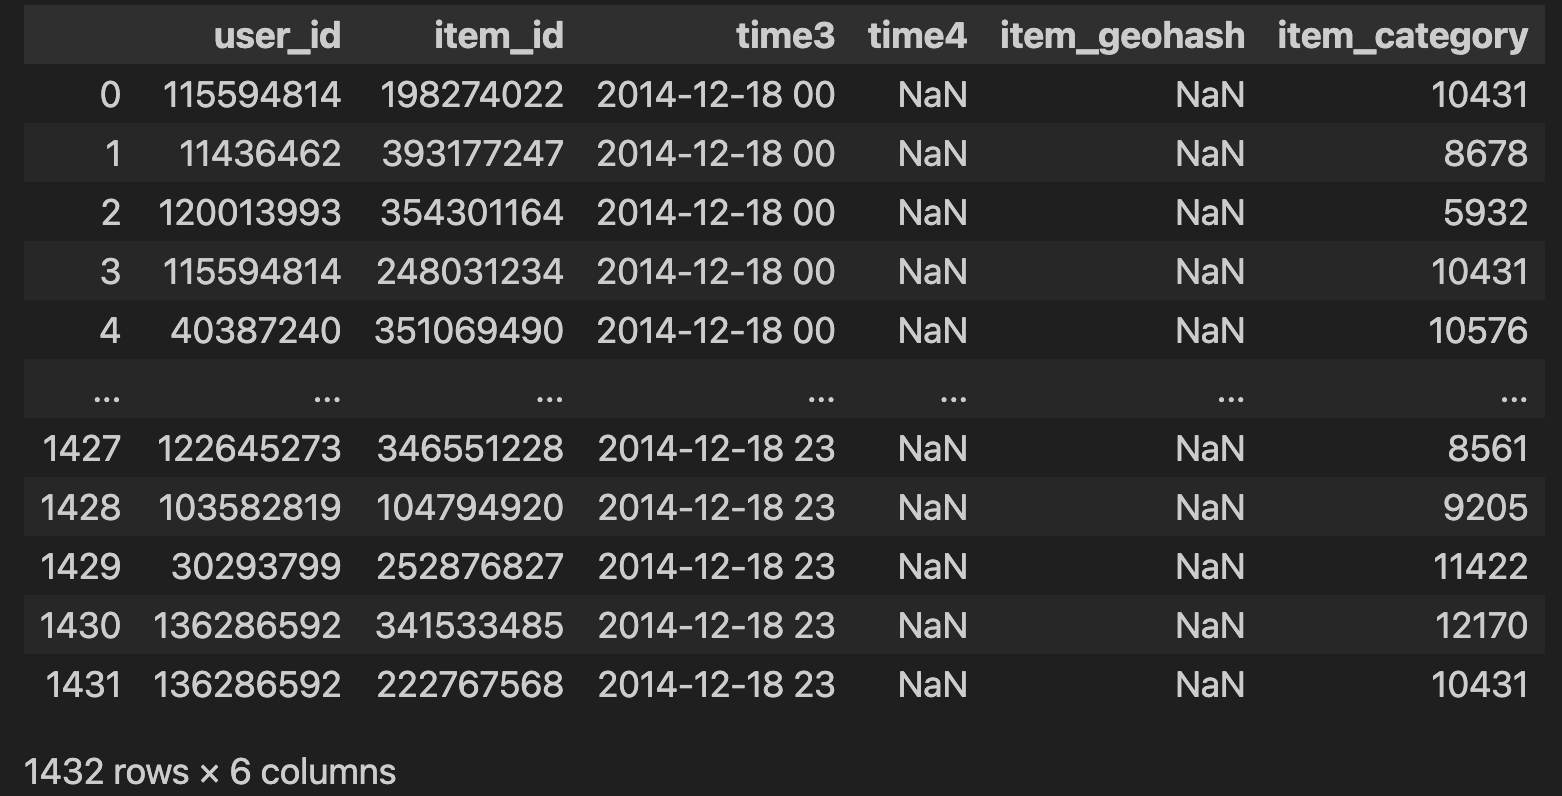 user_id item_id time3 time4 item_geohash item_category
0 115594814 198274022 2014-12-18 00 NaN NaN 10431
1 11436462 393177247 2014-12-18 00 NaN NaN 8678
2 120013993 354301164 2014-12-18 00 NaN NaN 5932
3 115594814 248031234 2014-12-18 00 NaN NaN 10431
4 40387240 351069490 2014-12-18 00 NaN NaN 10576
... ... ... ... ... ... ...
1427 122645273 346551228 2014-12-18 23 NaN NaN 8561
1428 103582819 104794920 2014-12-18 23 NaN NaN 9205
1429 30293799 252876827 2014-12-18 23 NaN NaN 11422
1430 136286592 341533485 2014-12-18 23 NaN NaN 12170
1431 136286592 222767568 2014-12-18 23 NaN NaN 10431
1432 rows × 6 columns